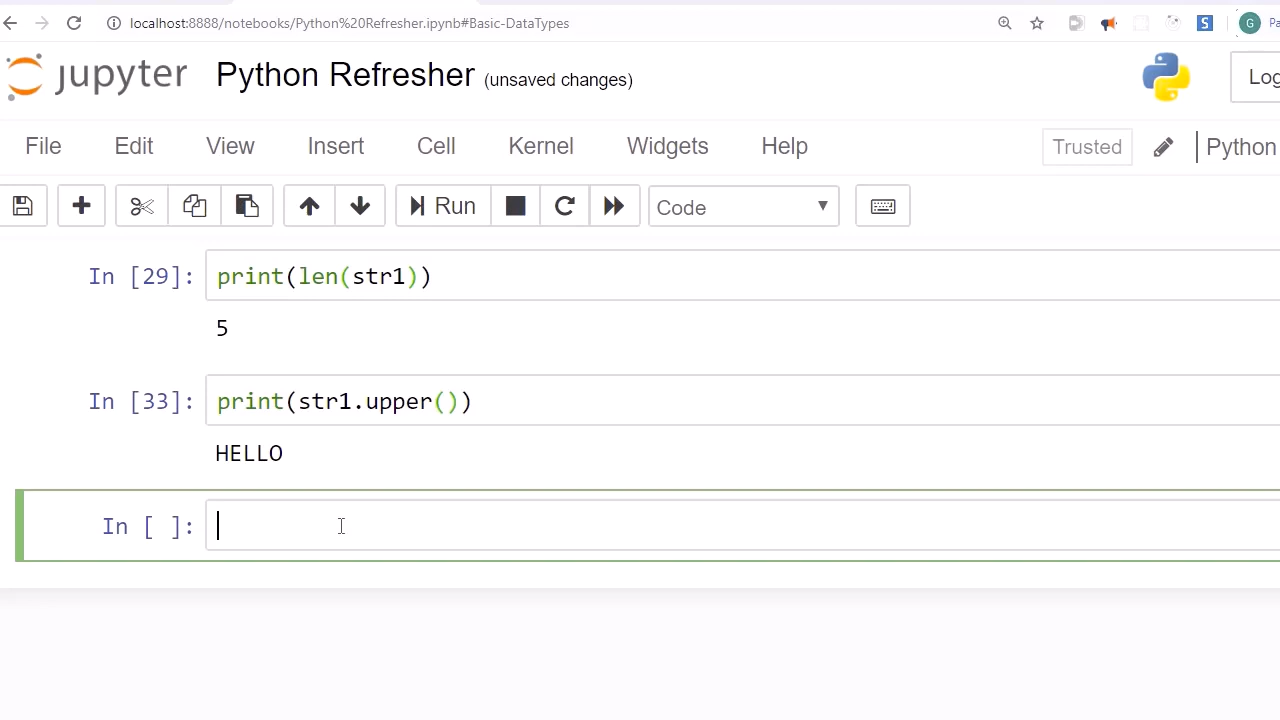 localhost:8888/notebooks/Python%20Refresher.ipynb#Basic-DataTypes
S
G
Pa
jupyter Python Refresher (unsaved changes)
Log
File Edit View Insert Cell Kernel Widgets Help
Trusted
Python
Run
Code
In [29]: print(len(str1))
5
In [33]: print(str1.upper())
HELLO
In [ ]: